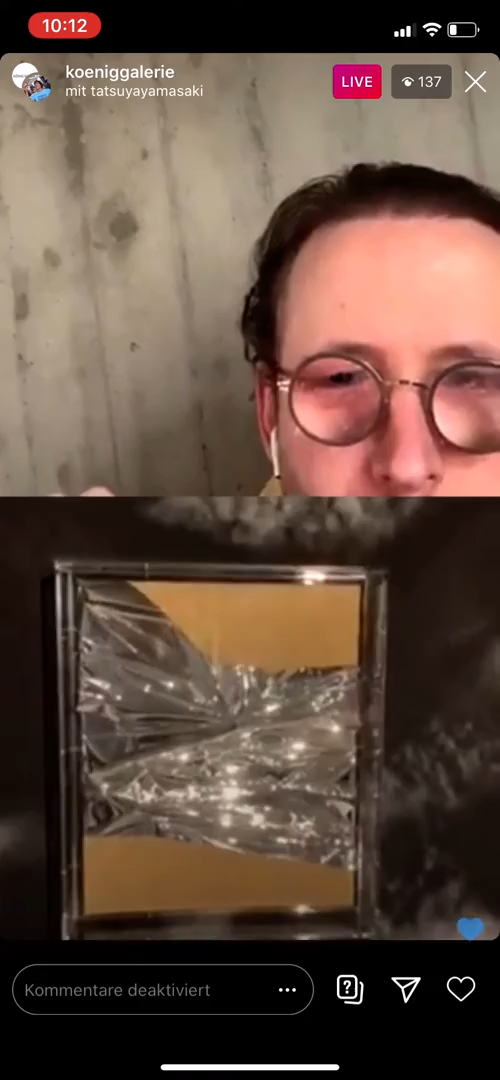 10:12
koeniggalerie
mit tatsuyayamasaki
LIVE
137
Kommentare deaktiviert